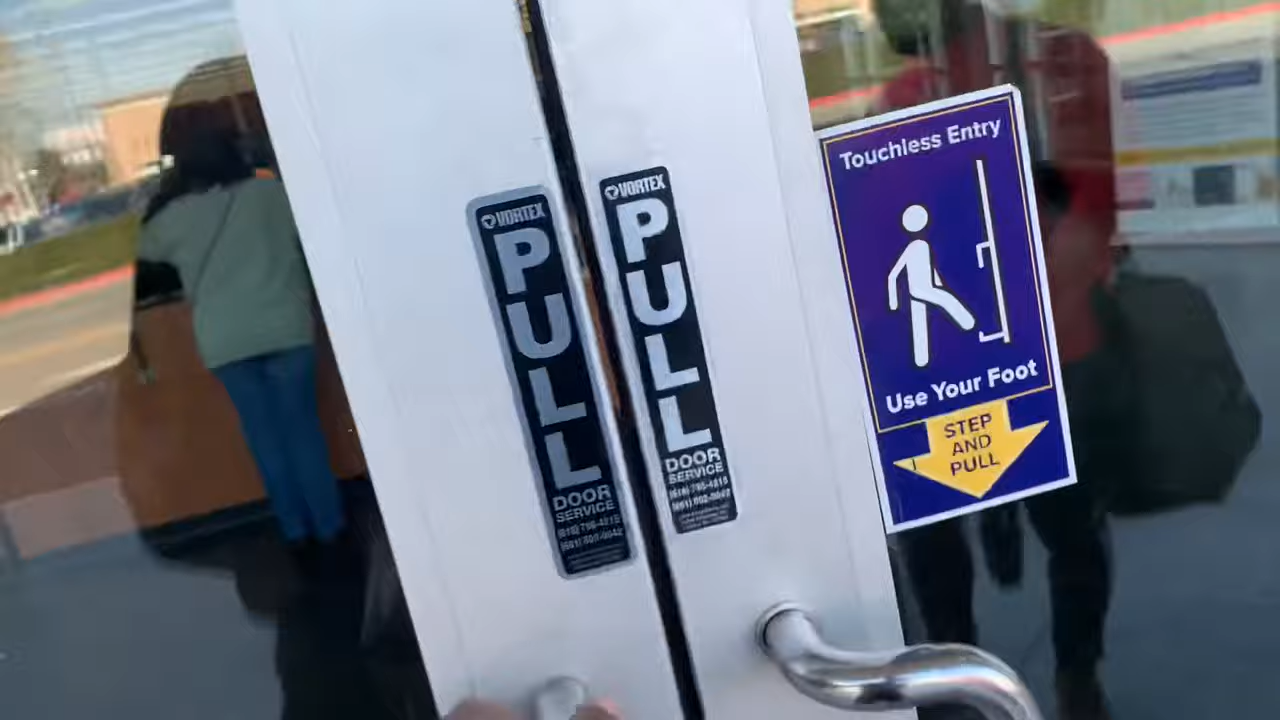 VORTEX
PULL
DOOR
SERVICE
VORTEX
PULL
DOOR
SERVICE
Touchless Entry
Use Your Foot
STEP
AND
PULL